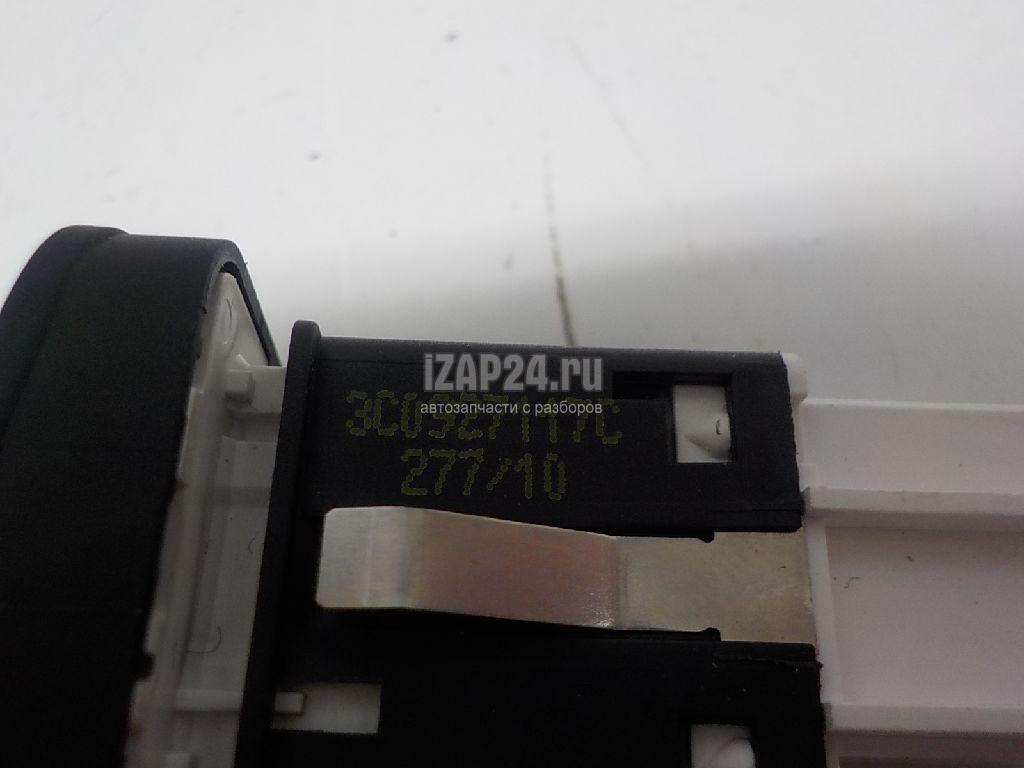 iZAP24.ru
автозапчасти с разборов
3C0927117C
277/10